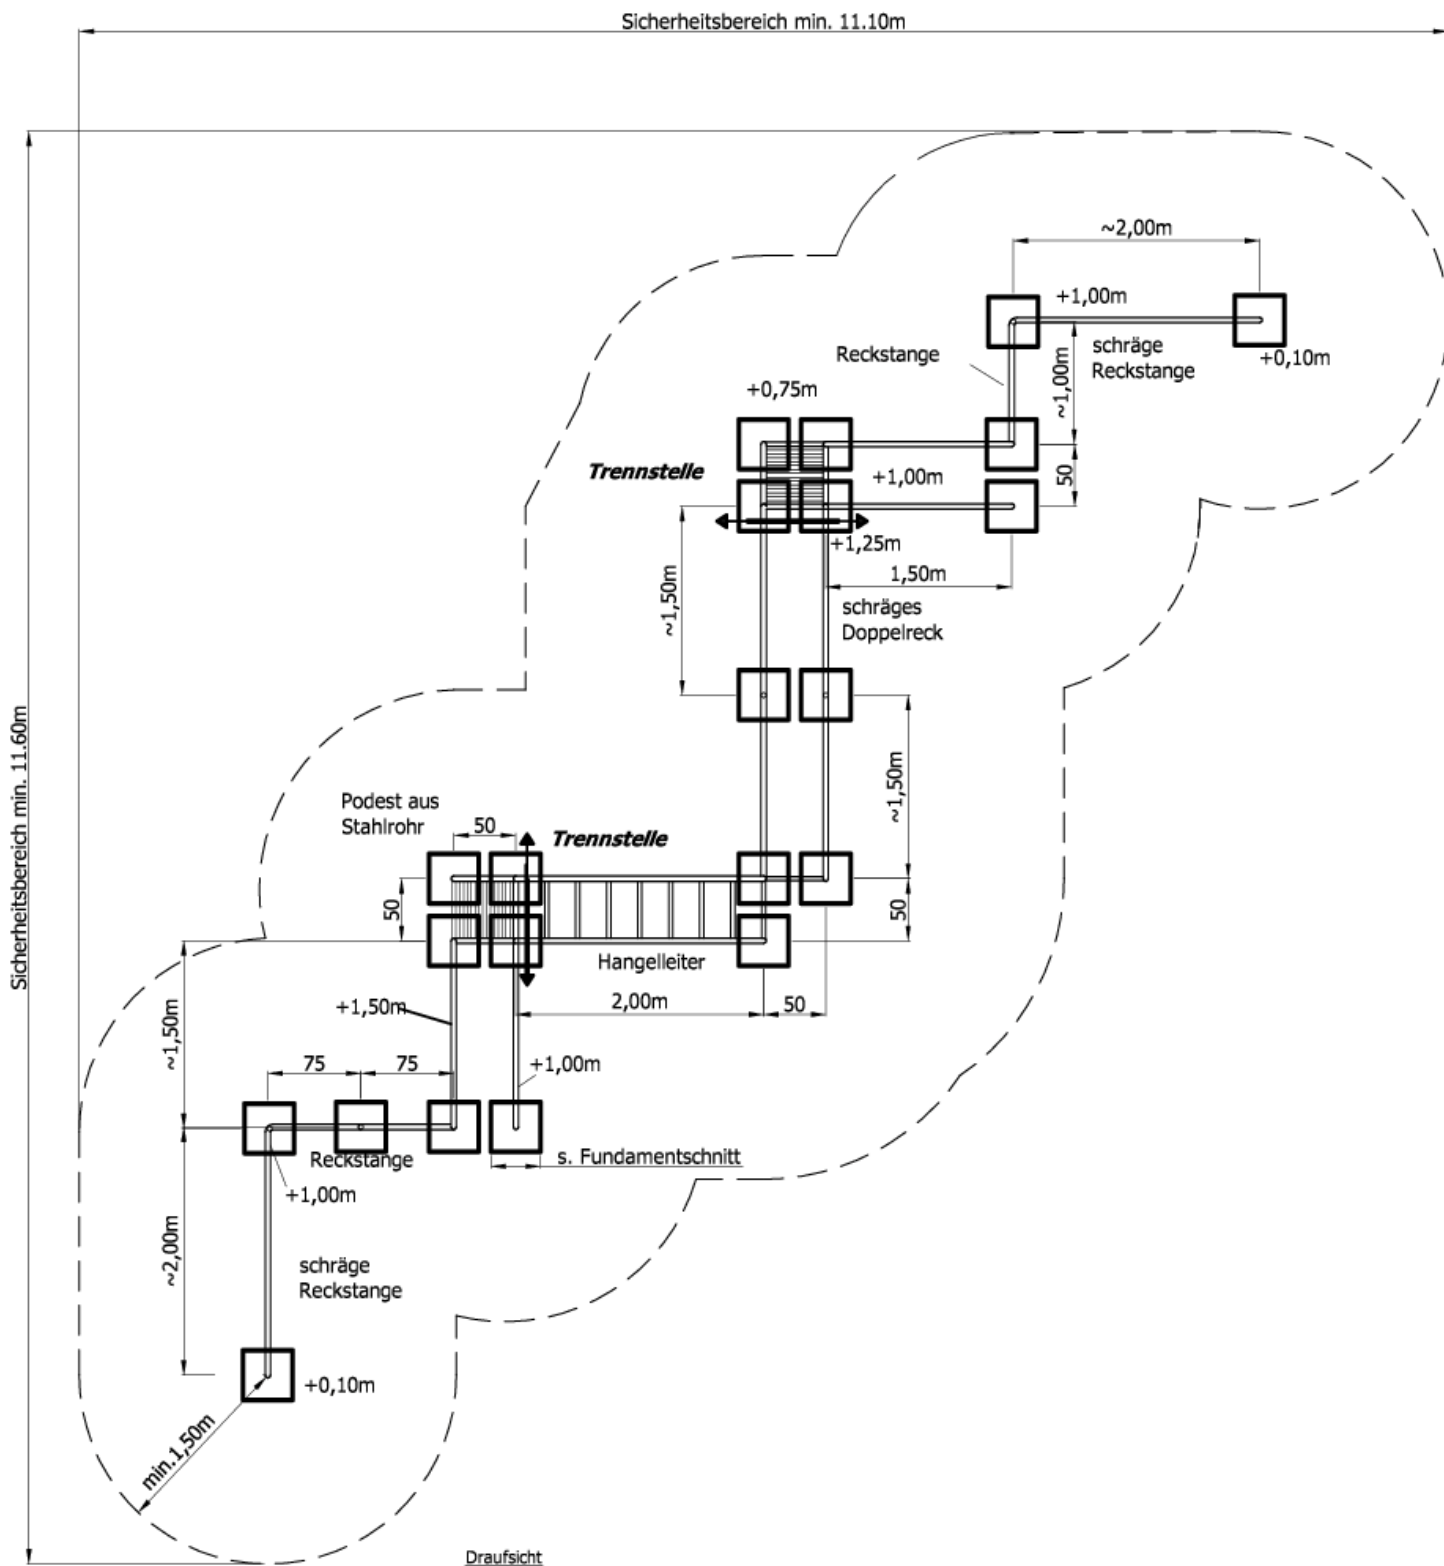 Sicherheitsbereich min. 11.10m
~2,00m
+1,00m
Reckstange
schräge
Reckstange
+0,10m
~1,00m
+0,75m
Trennstelle
+1,00m
50
+1,25m
1,50m
~1,50m
schräges
Doppelreck
Sicherheitsbereich min. 11.60m
~1,50m
Podest aus
Stahlrohr
50
Trennstelle
50
50
Hangelleiter
+1,50m
2,00m
50
~1,50m
75
75
+1,00m
s. Fundamentschnitt
Reckstange
+1,00m
~2,00m
schräge
Reckstange
+0,10m
min.1,50m
Draufsicht